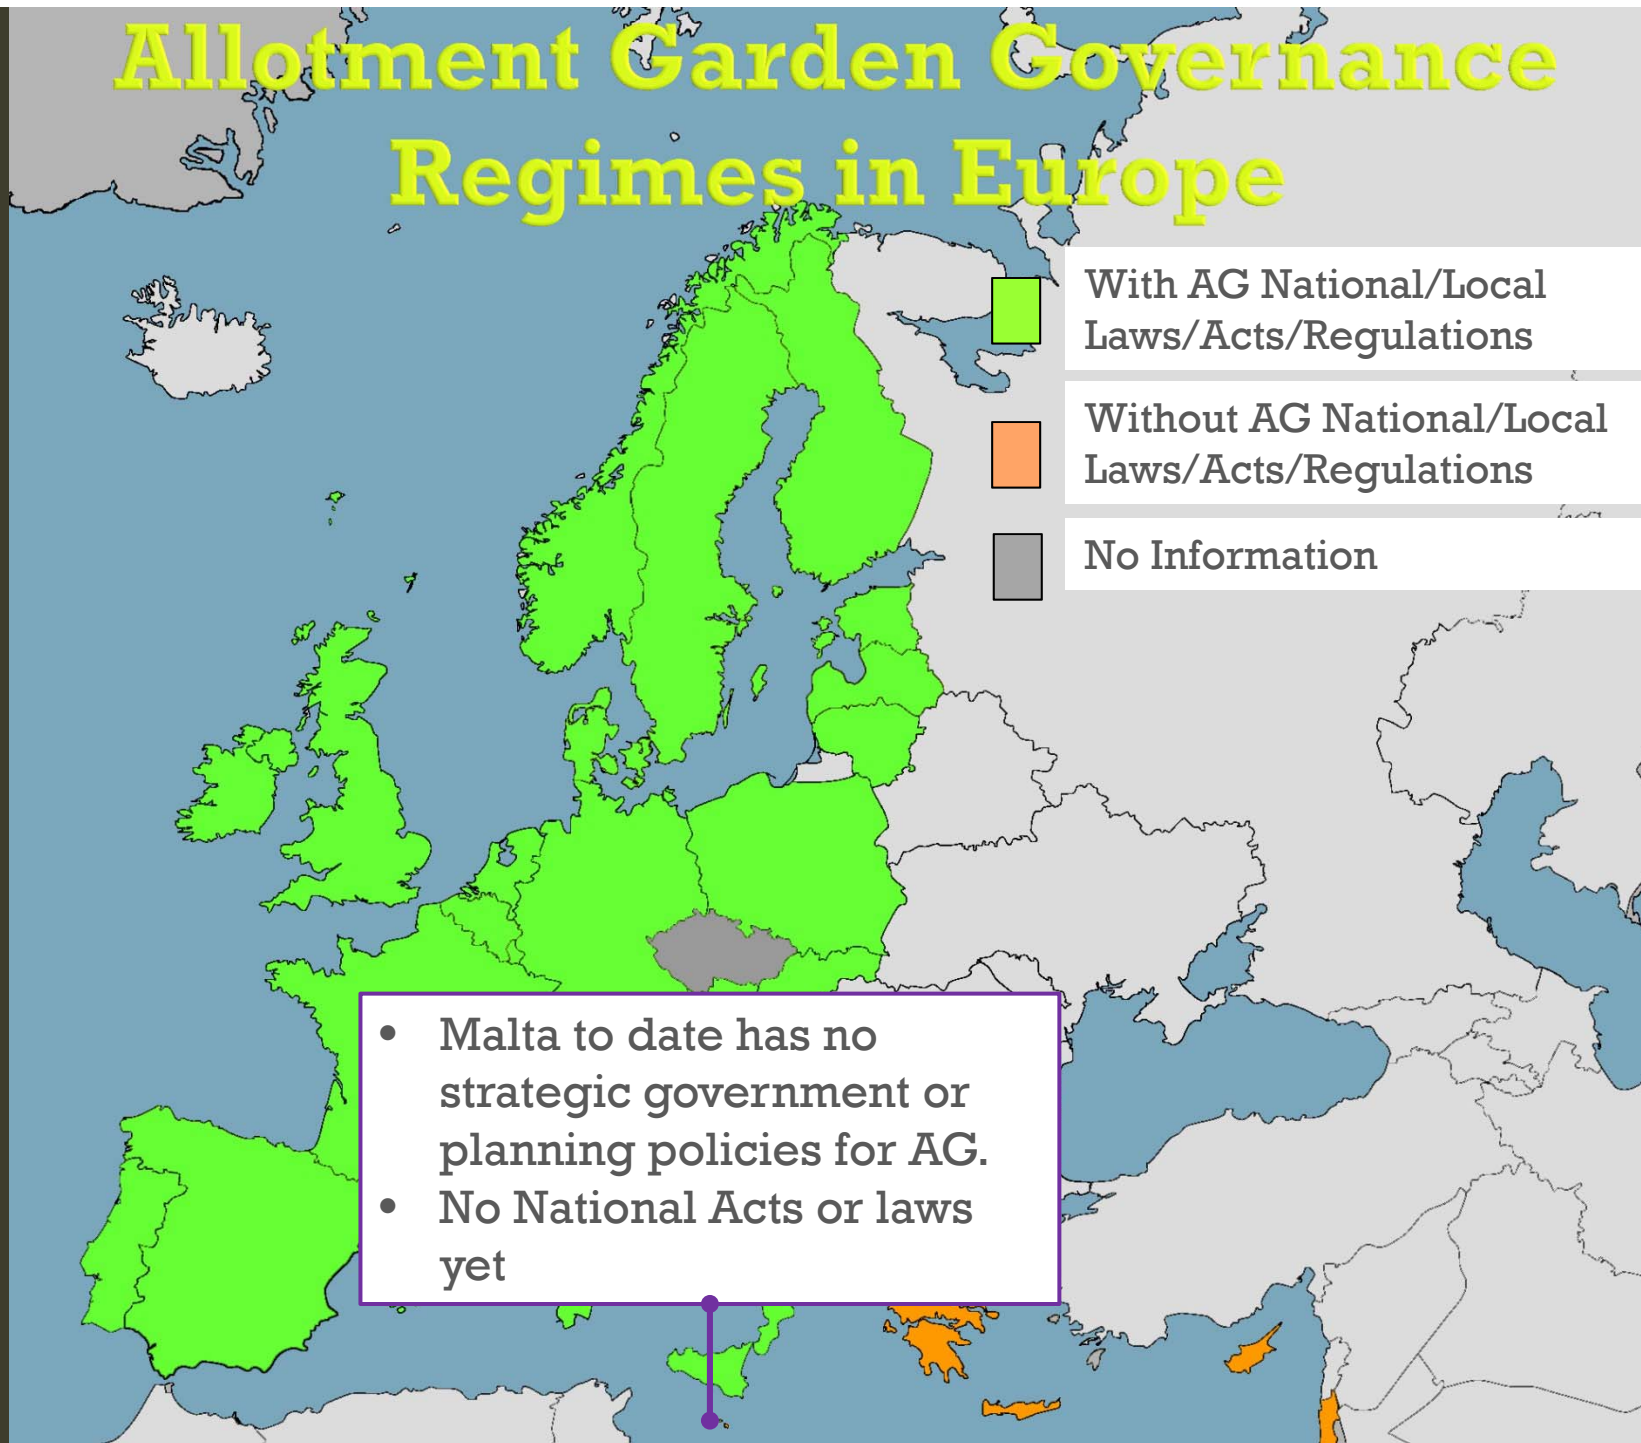 Allotment Garden Governance
Regimes in Europe
With AG National/Local
Laws/Acts/Regulations
Without AG National/Local
Laws/Acts/Regulations
No Information
• Malta to date has no
strategic government or
planning policies for AG.
• No National Acts or laws
yet